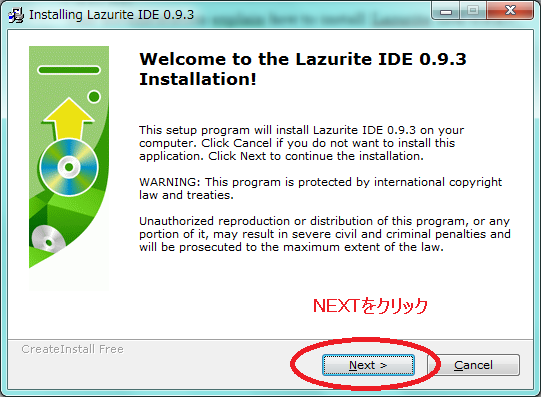 Installing Lazurite IDE 0.9.3
Welcome to the Lazurite IDE 0.9.3
Installation!
This setup program will install Lazurite IDE 0.9.3 on your
computer. Click Cancel if you do not want to install this
application. Click Next to continue the installation.
WARNING: This program is protected by international copyright
law and treaties.
Unauthorized reproduction or distribution of this program, or any
portion of it, may result in severe civil and criminal penalties and
will be prosecuted to the maximum extent of the law.
NEXTをクリック
CreateInstall Free
Next >
Cancel